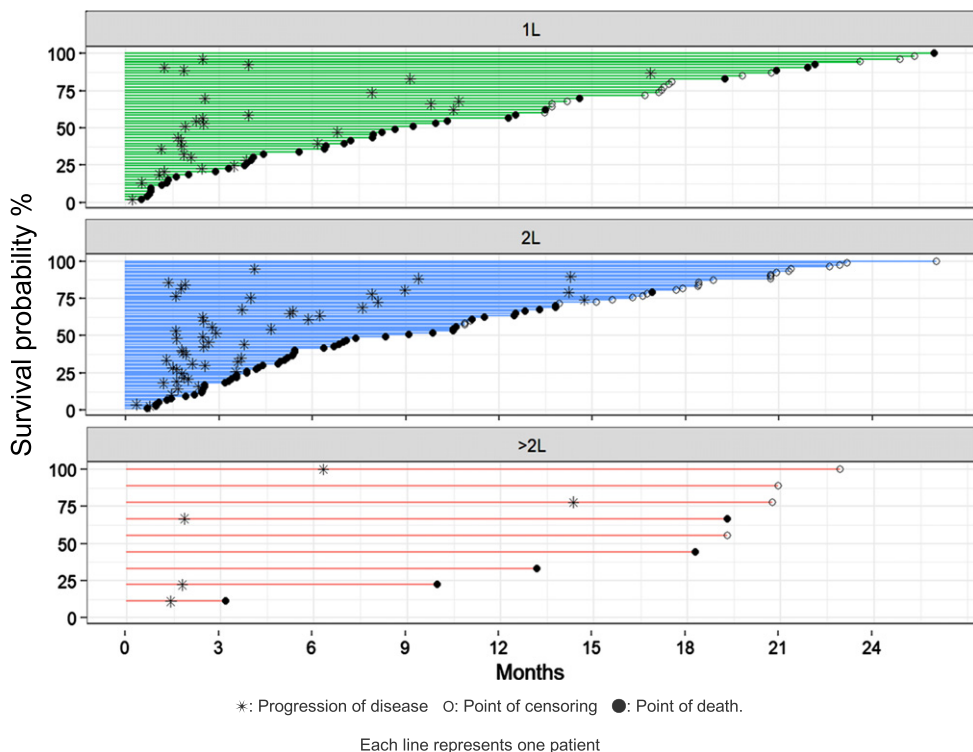 1L
100
75
50
25
0
2L
100
75
50
25
0
>2L
100
75
50
25
0
Survival probability %
0 3 6 9 12 15 18 21 24
Months
✳: Progression of disease O: Point of censoring ●: Point of death.
Each line represents one patient